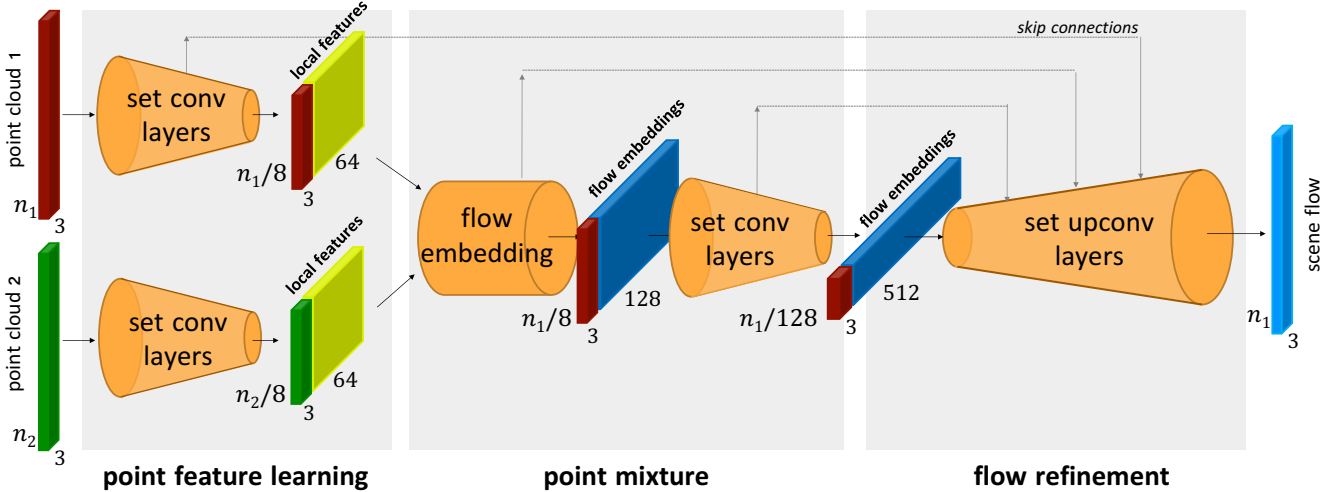 point cloud 1
n₁
3
set conv
layers
local features
n₁/8
3
64
point cloud 2
n₂
3
set conv
layers
local features
n₂/8
3
64
point feature learning
flow
embedding
flow embeddings
n₁/8
3
128
set conv
layers
flow embeddings
n₁/128
3
512
point mixture
skip connections
set upconv
layers
n₁
3
scene flow
flow refinement